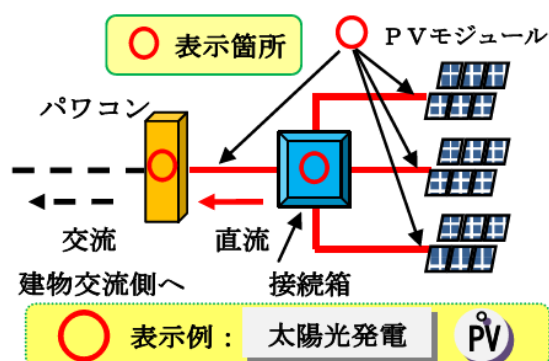 表示箇所
PVモジュール
パワコン
交流
直流
建物交流側へ
接続箱
表示例： 太陽光発電 PV